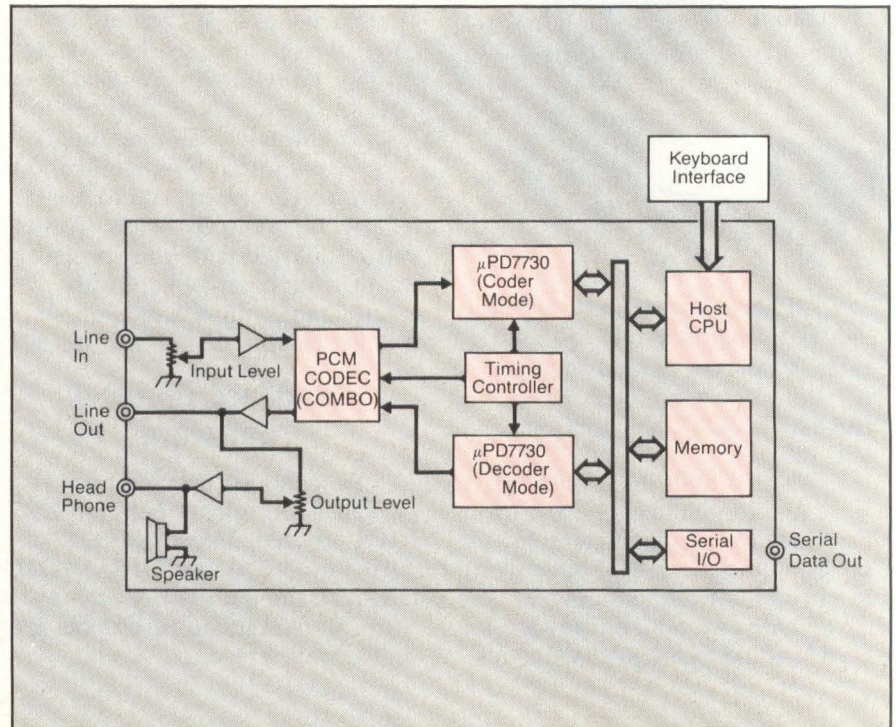 Keyboard
Interface
μPD7730
(Coder
Mode)
Host
CPU
Line
In
Input Level
PCM
CODEC
(COMBO)
Timing
Controller
Line
Out
μPD7730
(Decoder
Mode)
Memory
Head
Phone
Output Level
Speaker
Serial
I/O
Serial
Data Out